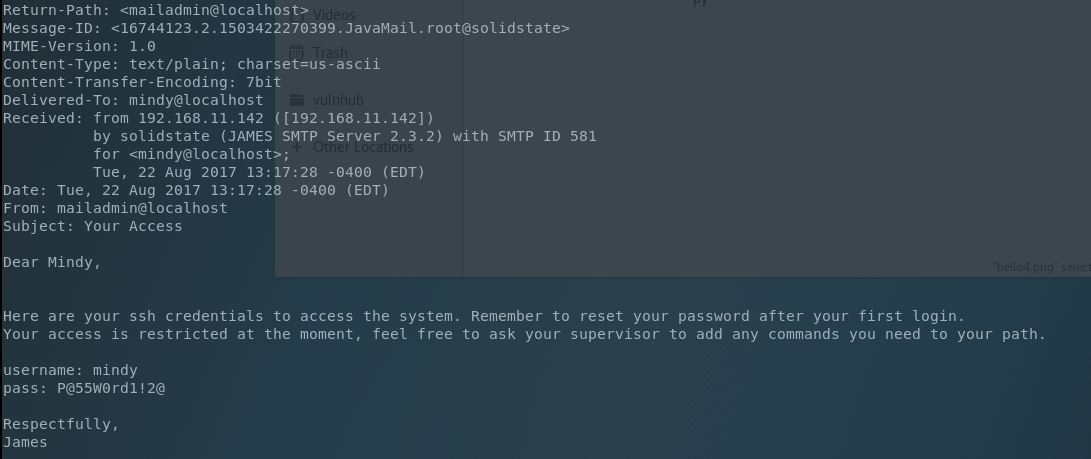 Return-Path: <mailadmin@localhost>
Message-ID: <16744123.2.1503422270399.JavaMail.root@solidstate>
MIME-Version: 1.0
Content-Type: text/plain; charset=us-ascii
Content-Transfer-Encoding: 7bit
Delivered-To: mindy@localhost
Received: from 192.168.11.142 ([192.168.11.142])
by solidstate (JAMES SMTP Server 2.3.2) with SMTP ID 581
for <mindy@localhost>;
Tue, 22 Aug 2017 13:17:28 -0400 (EDT)
Date: Tue, 22 Aug 2017 13:17:28 -0400 (EDT)
From: mailadmin@localhost
Subject: Your Access
Dear Mindy,
Here are your ssh credentials to access the system. Remember to reset your password after your first login.
Your access is restricted at the moment, feel free to ask your supervisor to add any commands you need to your path.
username: mindy
pass: P@55W0rd1!2@
Respectfully,
James
Videos
Trash
vulnhub
+ Other Locations
py
"hello4.png" select